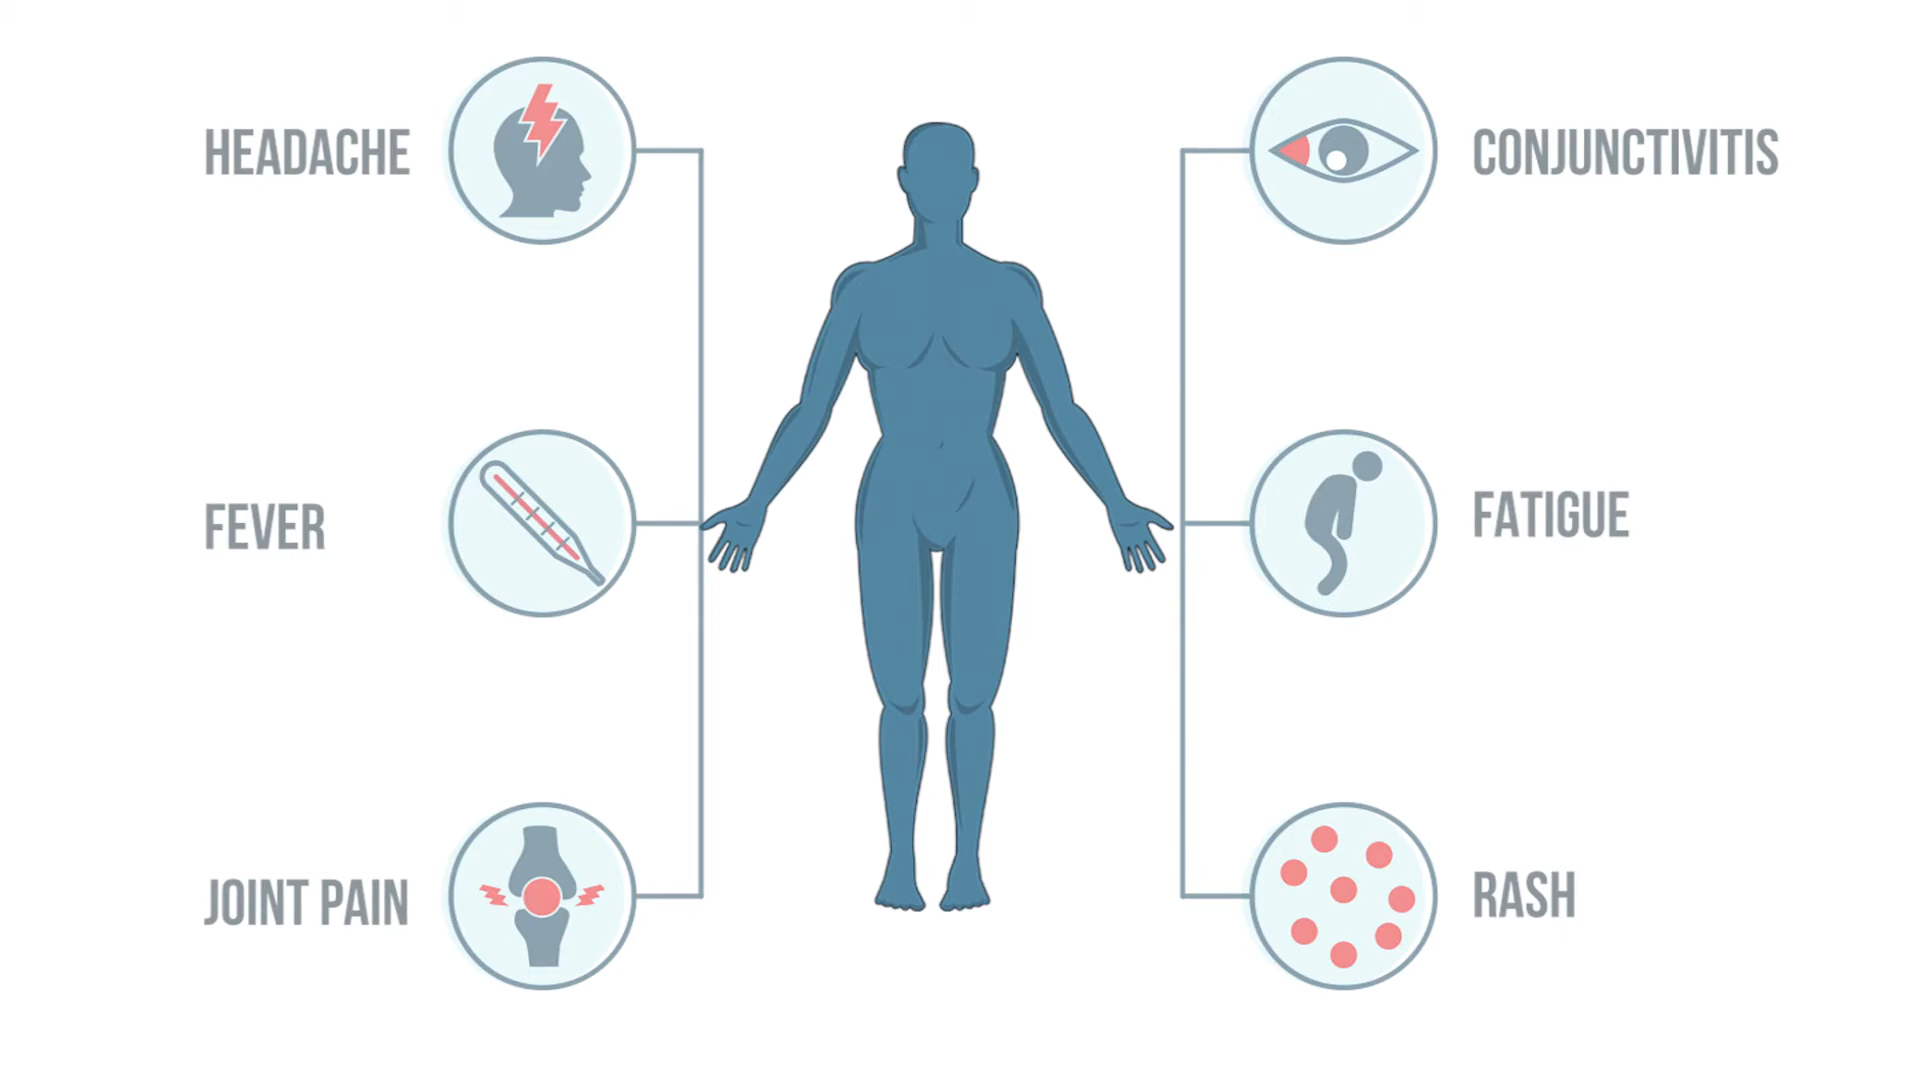 HEADACHE
CONJUNCTIVITIS
FEVER
FATIGUE
JOINT PAIN
RASH